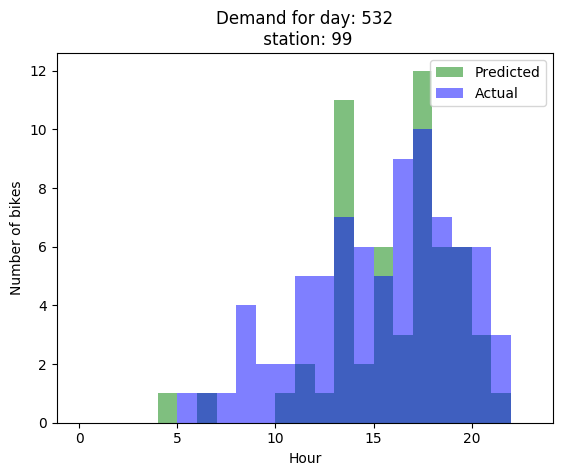 Demand for day: 532
station: 99
Predicted
Actual
12
10
8
6
4
2
0
Number of bikes
0 5 10 15 20
Hour